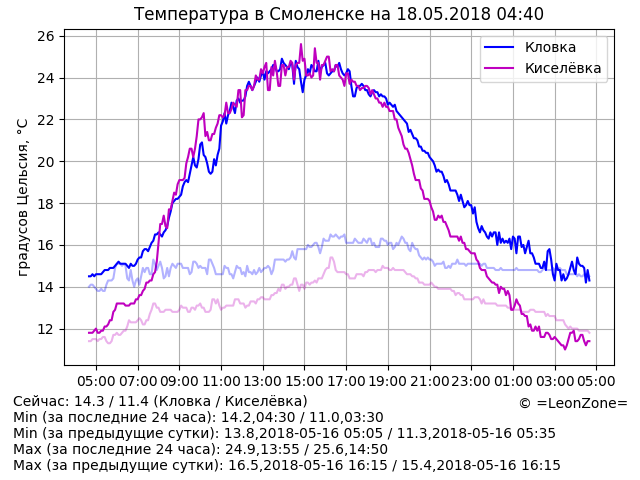 Температура в Смоленске на 18.05.2018 04:40
градусов Цельсия, °C
26
24
22
20
18
16
14
12
Кловка
Киселёвка
05:00 07:00 09:00 11:00 13:00 15:00 17:00 19:00 21:00 23:00 01:00 03:00 05:00
Сейчас: 14.3 / 11.4 (Кловка / Киселёвка)
© =LeonZone=
Min (за последние 24 часа): 14.2,04:30 / 11.0,03:30
Min (за предыдущие сутки): 13.8,2018-05-16 05:05 / 11.3,2018-05-16 05:35
Max (за последние 24 часа): 24.9,13:55 / 25.6,14:50
Max (за предыдущие сутки): 16.5,2018-05-16 16:15 / 15.4,2018-05-16 16:15